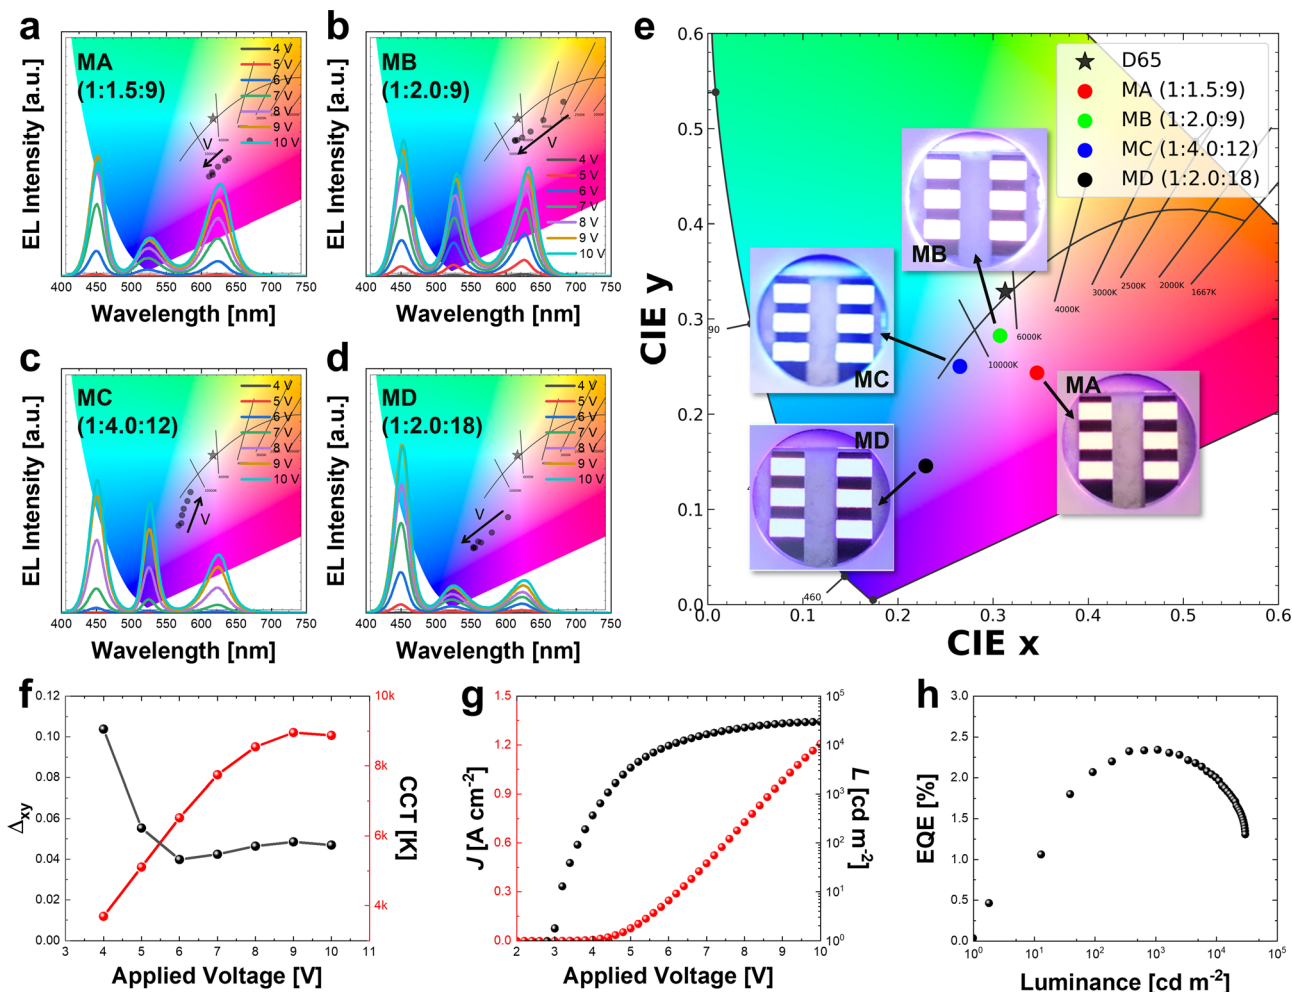 a
EL Intensity [a.u.]
MA
(1:1.5:9)
4 V
5 V
6 V
7 V
8 V
9 V
10 V
V
400 450 500 550 600 650 700 750
Wavelength [nm]
b
EL Intensity [a.u.]
MB
(1:2.0:9)
V
4 V
5 V
6 V
7 V
8 V
9 V
10 V
400 450 500 550 600 650 700 750
Wavelength [nm]
c
EL Intensity [a.u.]
MC
(1:4.0:12)
4 V
5 V
6 V
7 V
8 V
9 V
10 V
V
400 450 500 550 600 650 700 750
Wavelength [nm]
d
EL Intensity [a.u.]
MD
(1:2.0:18)
4 V
5 V
6 V
7 V
8 V
9 V
10 V
V
400 450 500 550 600 650 700 750
Wavelength [nm]
e
CIE y
0.6
0.5
0.4
0.3
0.2
0.1
0.0
D65
MA (1:1.5:9)
MB (1:2.0:9)
MC (1:4.0:12)
MD (1:2.0:18)
MB
MC
MA
MD
90
460
10000K
6000K
4000K
3000K
2500K
2000K
1667K
0.0 0.1 0.2 0.3 0.4 0.5 0.6
CIE x
f
Δxy
0.12
0.10
0.08
0.06
0.04
0.02
0.00
10k
8k
6k
4k
CCT [K]
3 4 5 6 7 8 9 10 11
Applied Voltage [V]
g
J [A cm-2]
1.5
1.2
0.9
0.6
0.3
0.0
10⁵
10⁴
10³
10²
10¹
10⁰
L [cd m-2]
2 3 4 5 6 7 8 9 10
Applied Voltage [V]
h
EQE [%]
3.0
2.5
2.0
1.5
1.0
0.5
0.0
10⁰ 10¹ 10² 10³ 10⁴ 10⁵
Luminance [cd m-2]